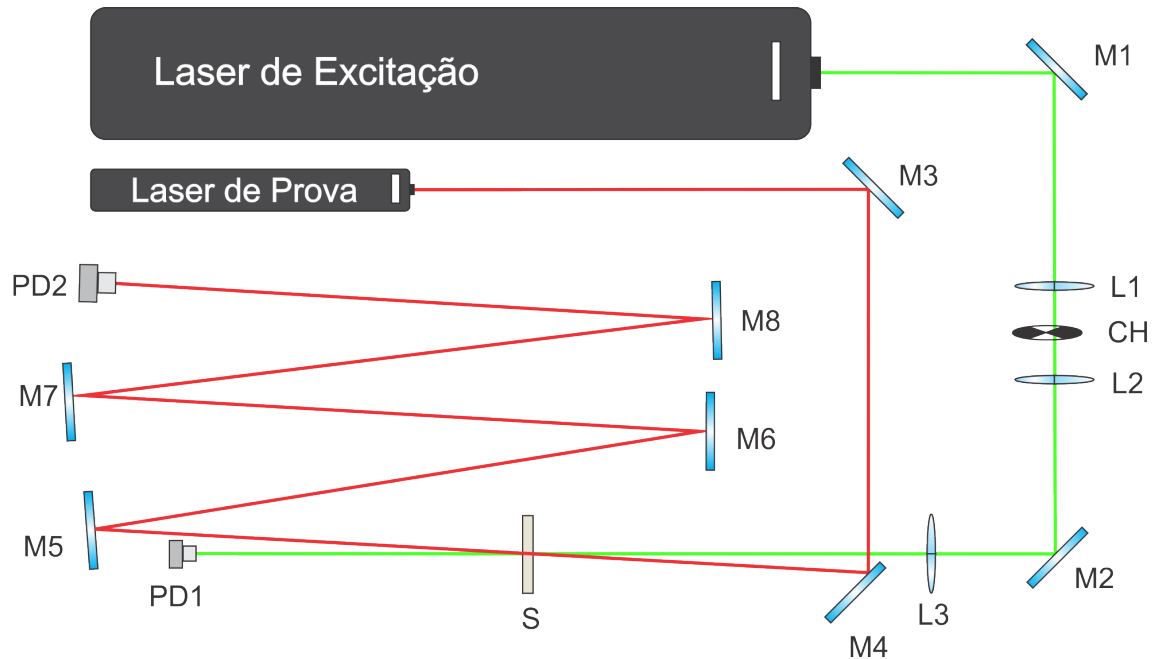 Laser de Excitação
M1
Laser de Prova
M3
PD2
L1
M8
CH
L2
M7
M6
M5
PD1
S
L3
M2
M4